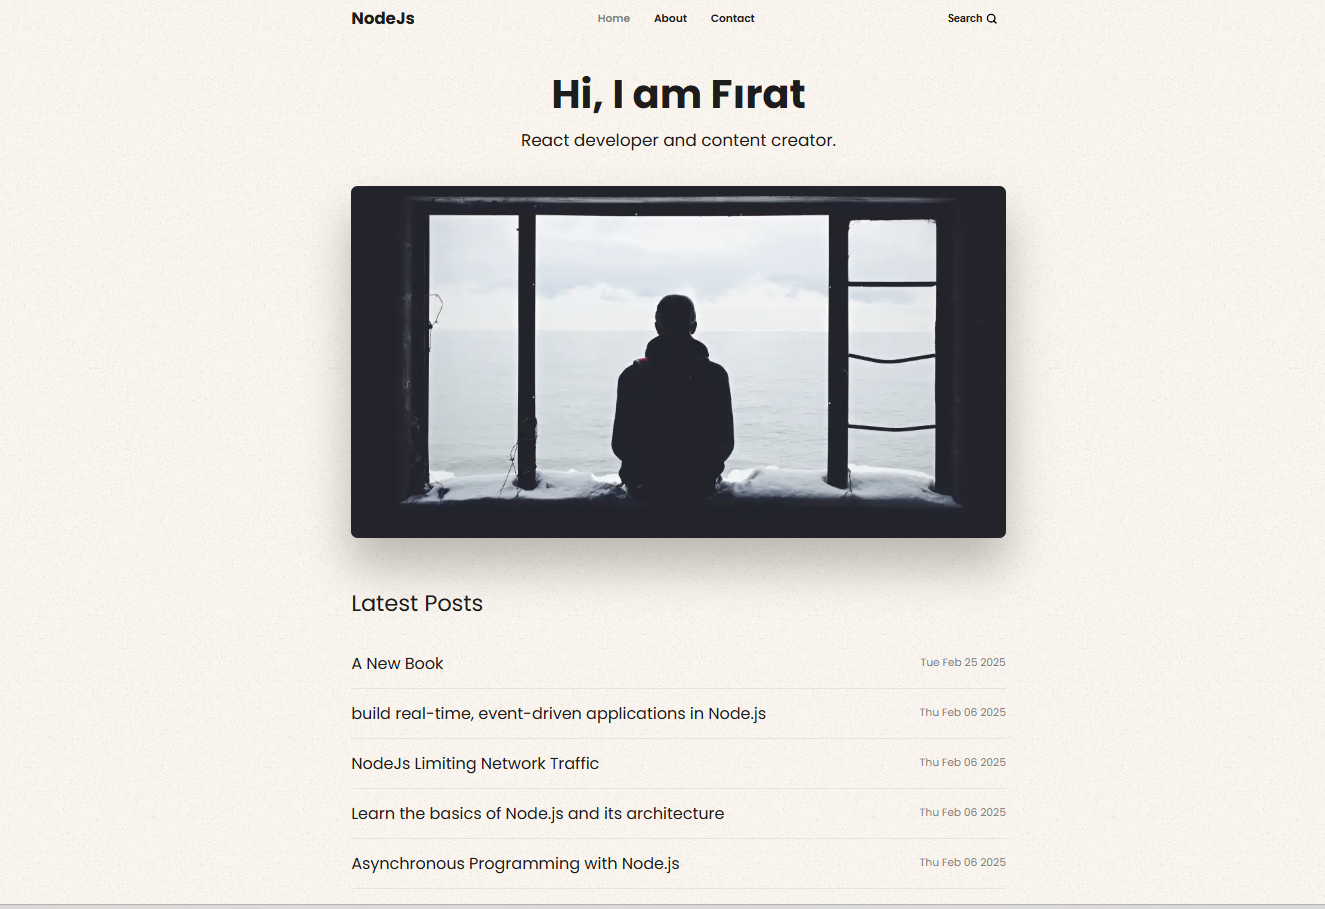 NodeJs
Home About Contact
Search
Hi, I am Fırat
React developer and content creator.
Latest Posts
A New Book Tue Feb 25 2025
build real-time, event-driven applications in Node.js Thu Feb 06 2025
NodeJs Limiting Network Traffic Thu Feb 06 2025
Learn the basics of Node.js and its architecture Thu Feb 06 2025
Asynchronous Programming with Node.js Thu Feb 06 2025